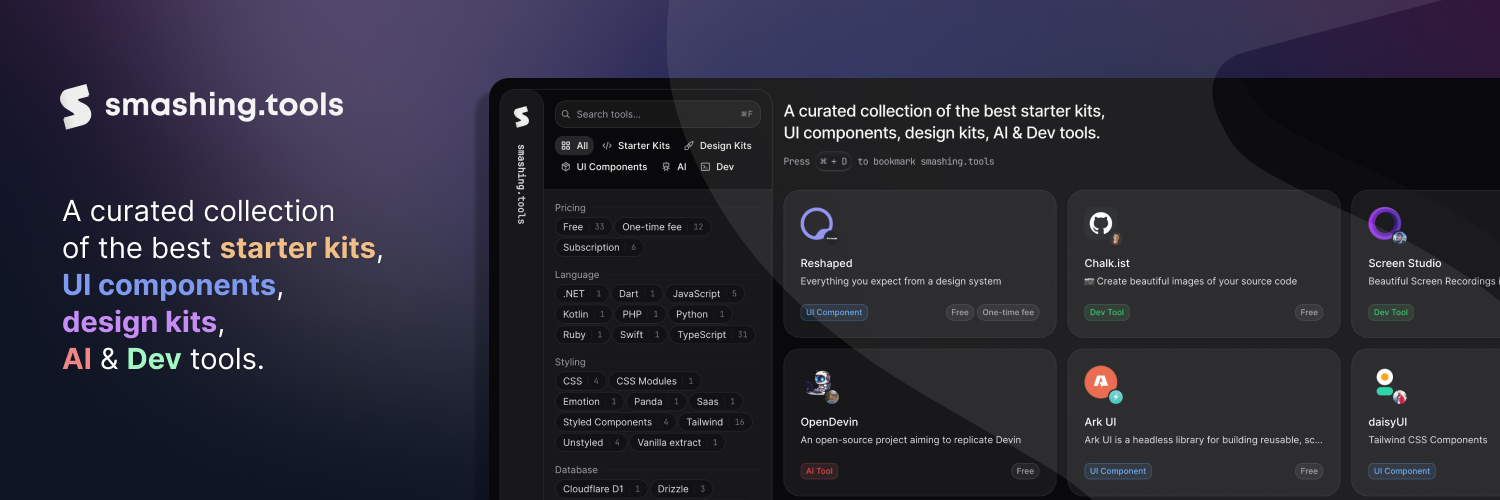 smashing.tools
A curated collection
of the best starter kits,
UI components,
design kits,
AI & Dev tools.
smashing.tools
Search tools...
⌘F
All
Starter Kits
Design Kits
UI Components
AI
Dev
Pricing
Free 33
One-time fee 12
Subscription 6
Language
.NET 1
Dart 1
JavaScript 5
Kotlin 1
PHP 1
Python 1
Ruby 1
Swift 1
TypeScript 31
Styling
CSS 4
CSS Modules 1
Emotion 1
Panda 1
Saas 1
Styled Components 4
Tailwind 16
Unstyled 4
Vanilla extract 1
Database
Cloudflare D1 1
Drizzle 3
A curated collection of the best starter kits,
UI components, design kits, AI & Dev tools.
Press ⌘ + D to bookmark smashing.tools
Reshaped
Everything you expect from a design system
UI Component
Free
One-time fee
Chalk.ist
📷 Create beautiful images of your source code
Dev Tool
Free
Screen Studio
Beautiful Screen Recordings i
Dev Tool
OpenDevin
An open-source project aiming to replicate Devin
AI Tool
Free
Ark UI
Ark UI is a headless library for building reusable, sc...
UI Component
Free
daisyUI
Tailwind CSS Components
UI Component